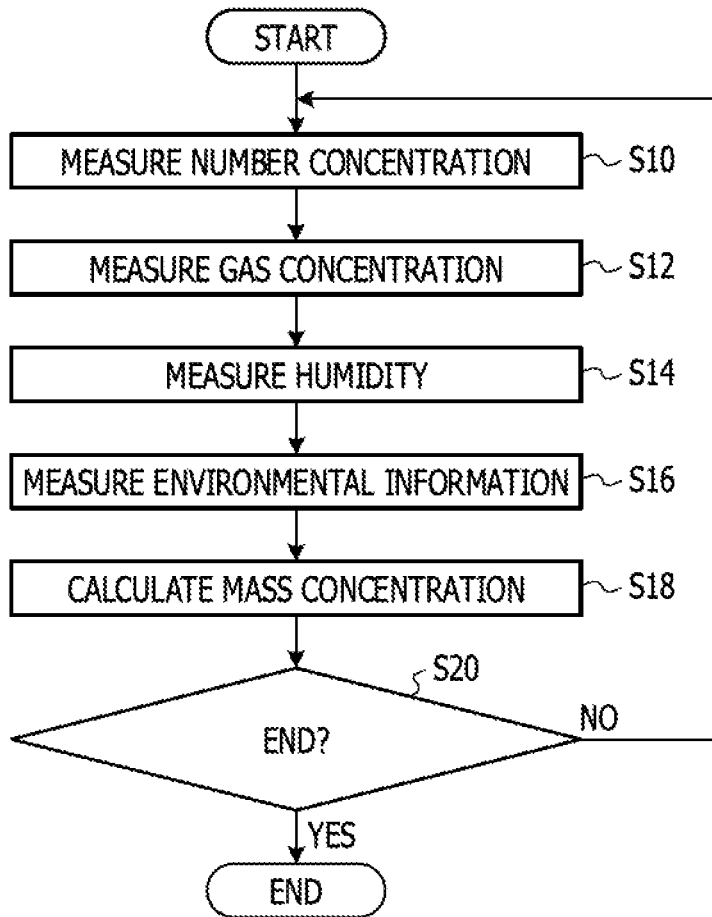 START
MEASURE NUMBER CONCENTRATION S10
MEASURE GAS CONCENTRATION S12
MEASURE HUMIDITY S14
MEASURE ENVIRONMENTAL INFORMATION S16
CALCULATE MASS CONCENTRATION S18
S20
END? NO
YES
END